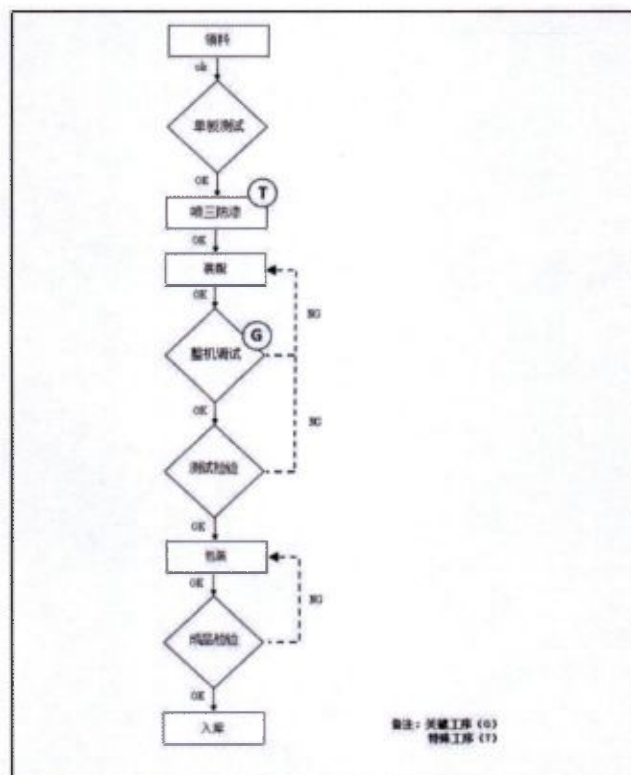 领料
ok
单板测试
OK
T
喷三防漆
OK
装配
OK
NG
G
整机调试
OK
NG
测试检验
OK
包装
OK
NG
成品检验
OK
入库
备注：关键工序（G）
特殊工序（T）